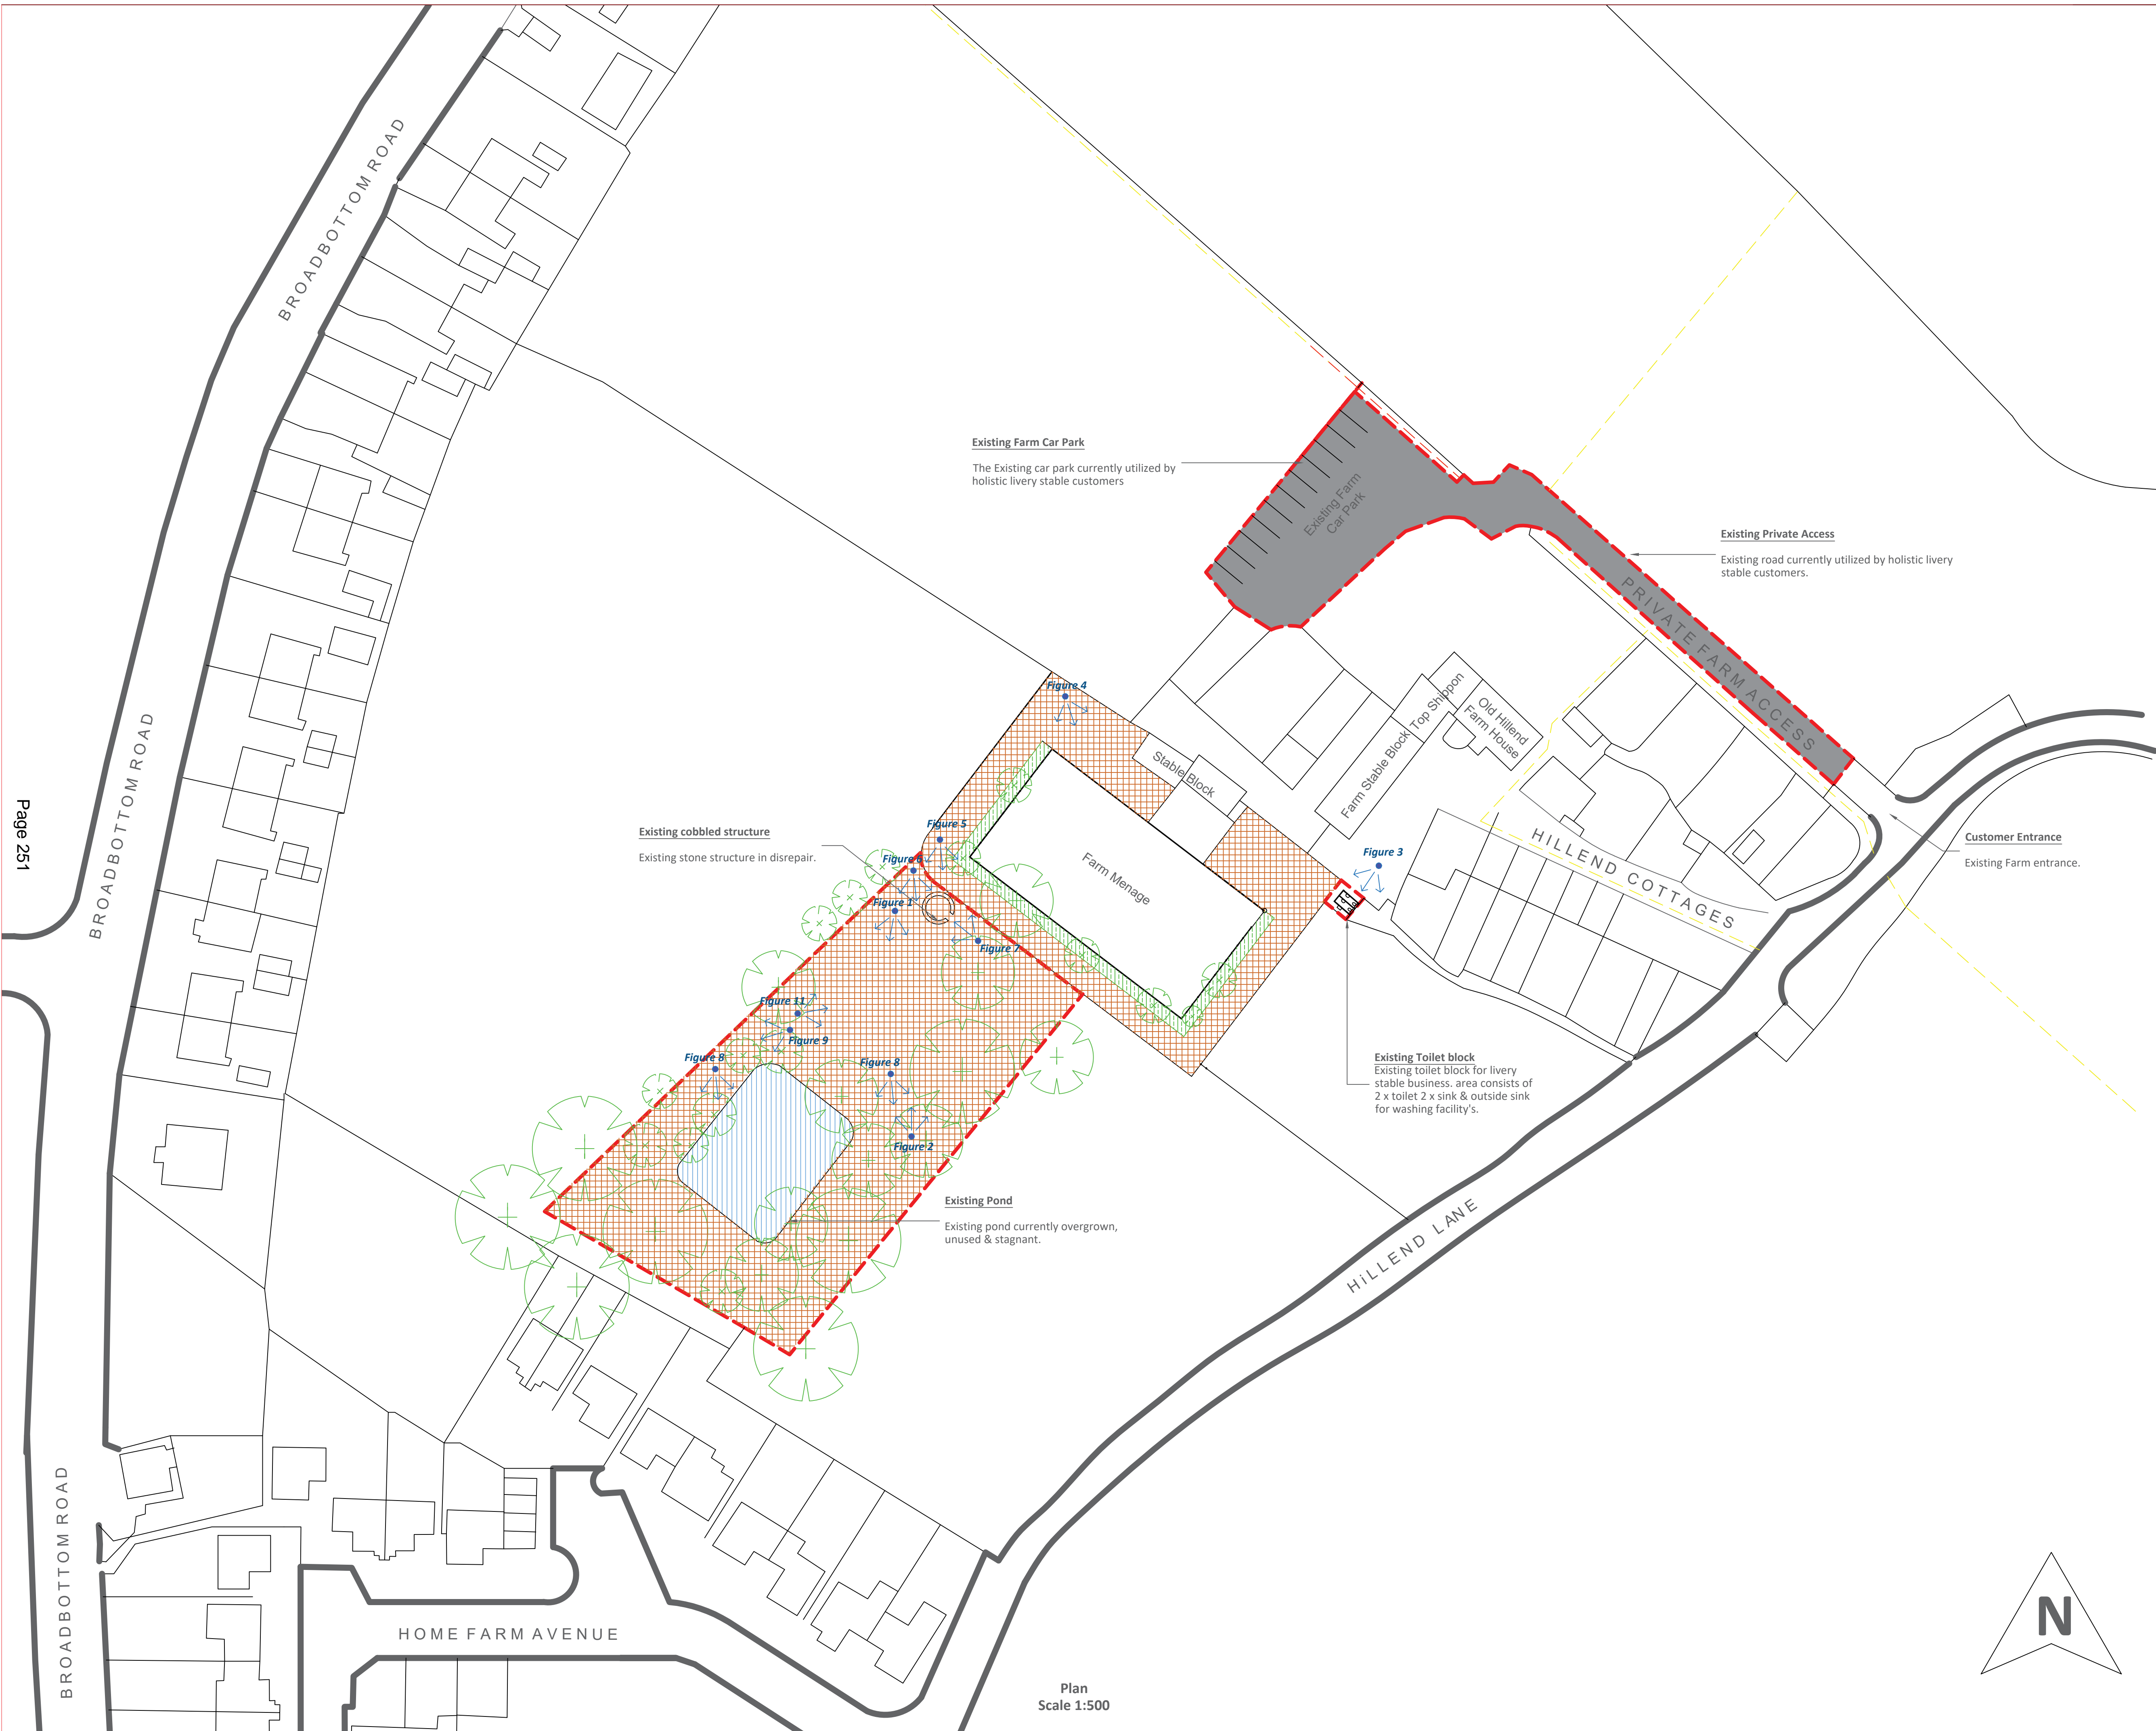 BROADBOTTOM ROAD
Existing Farm Car Park
The Existing car park currently utilized by
holistic livery stable customers
Existing Farm
Car Park
Existing Private Access
Existing road currently utilized by holistic livery
stable customers.
PRIVATE FARM ACCESS
Figure 4
Stable Block
Farm Stable Block
Top Shippon
Old Hillend
Farm House
BROADBOTTOM ROAD
Page 251
Existing cobbled structure
Existing stone structure in disrepair.
Figure 5
Figure 6
Figure 1
Figure 7
Farm Menage
Figure 3
HILLEND COTTAGES
Customer Entrance
Existing Farm entrance.
Figure 11
Figure 9
Figure 8
Figure 8
Figure 2
Existing Toilet block
Existing toilet block for livery
stable business. area consists of
2 x toilet 2 x sink & outside sink
for washing facility's.
Existing Pond
Existing pond currently overgrown,
unused & stagnant.
HiLLEND LANE
BROADBOTTOM ROAD
HOME FARM AVENUE
Plan
Scale 1:500
N